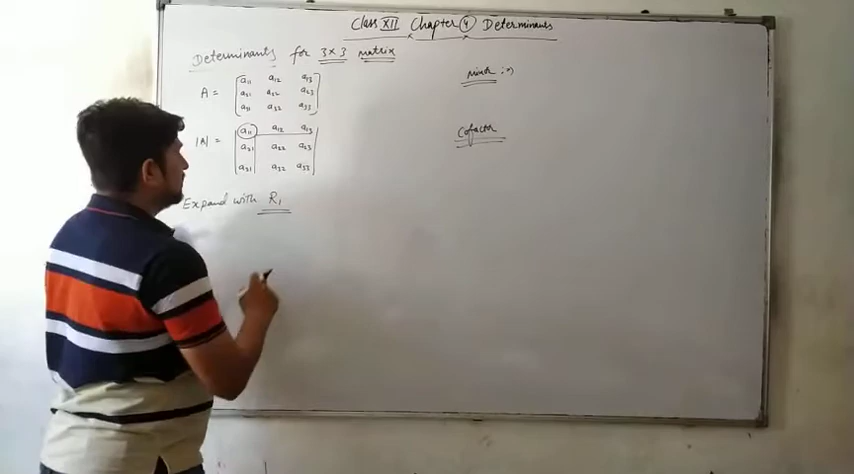 Class XII Chapter 4 Determinants
Determinants for 3×3 matrix
A = [a11 a12 a13
a21 a22 a23
a31 a32 a33]
|A| = |a11 a12 a13
a21 a22 a23
a31 a32 a33|
Expand with R1
minor :→
Cofactor